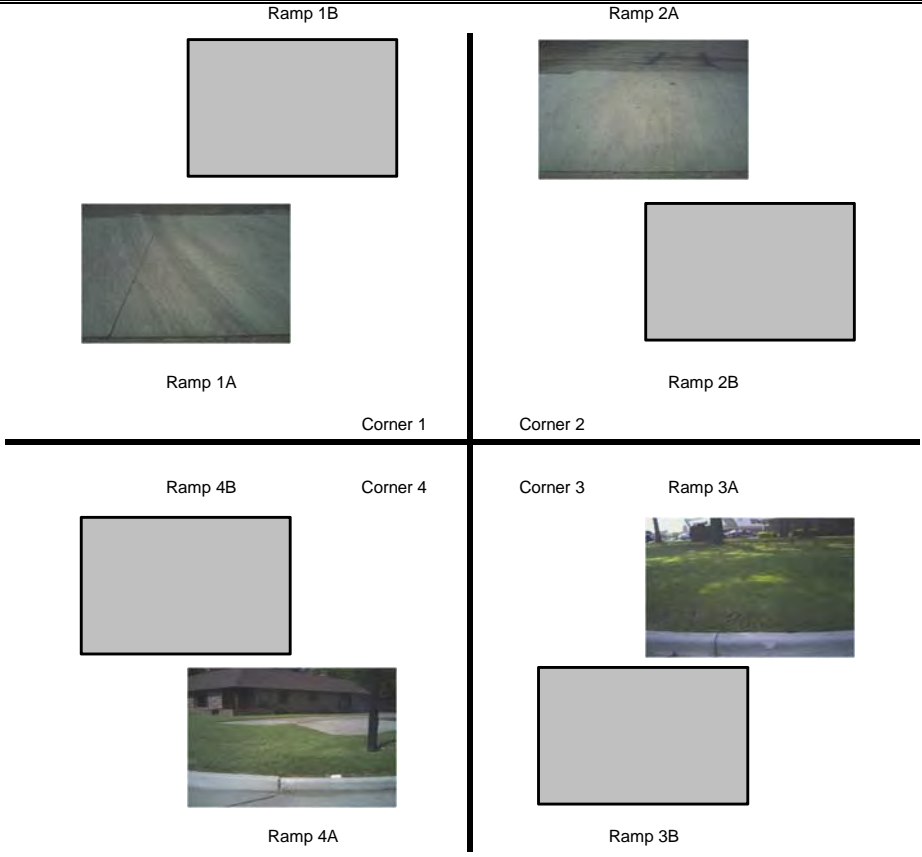 Ramp 1B
Ramp 2A
Ramp 1A
Ramp 2B
Corner 1
Corner 2
Ramp 4B
Corner 4
Corner 3
Ramp 3A
Ramp 4A
Ramp 3B